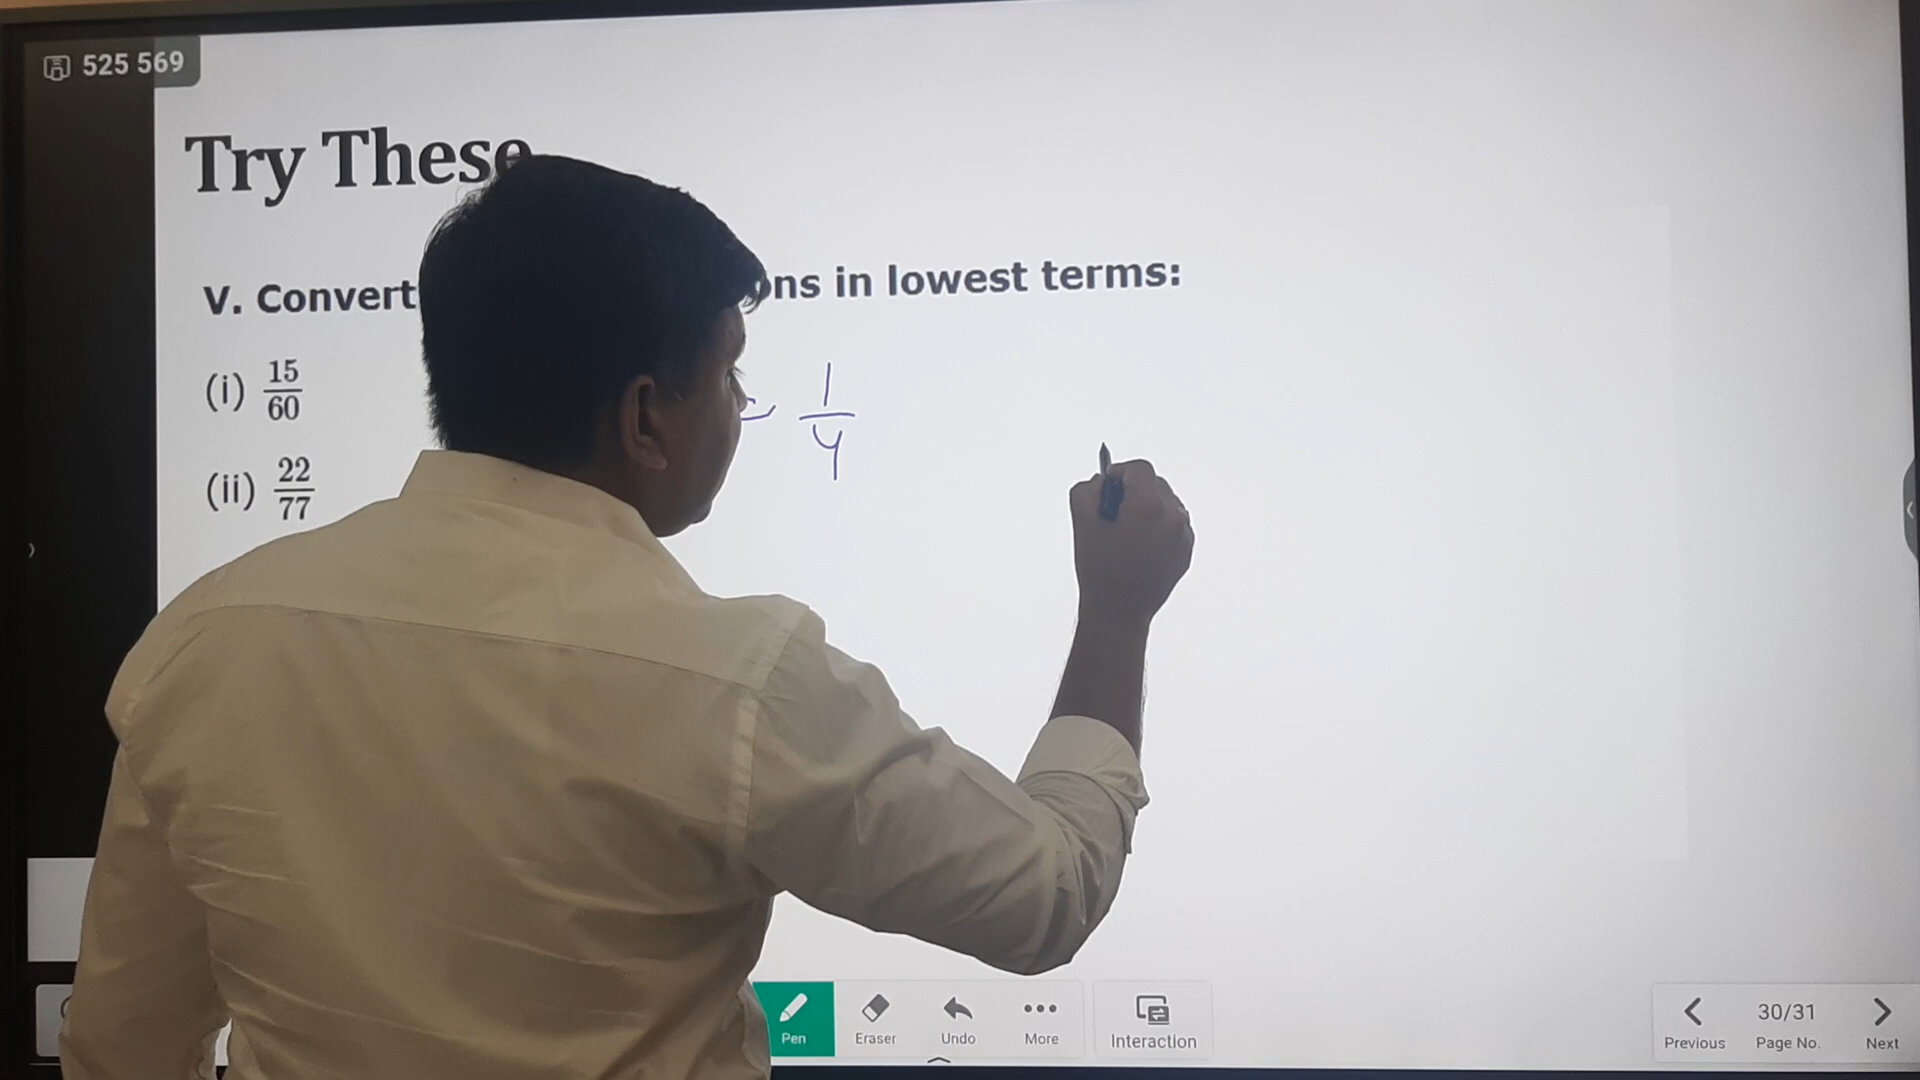 525 569
Try These
V. Convert ons in lowest terms:
(i) 15/60 = 1/4
(ii) 22/77
Pen Eraser Undo More Interaction
Previous 30/31 Page No. Next